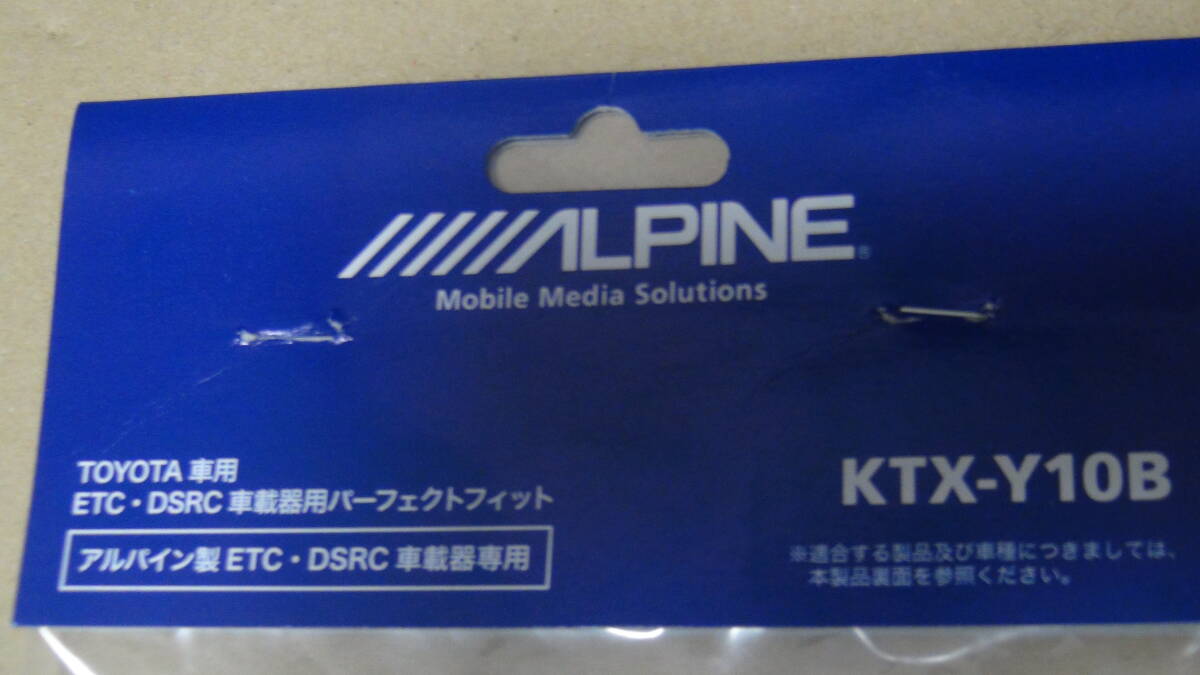 ALPINE®
Mobile Media Solutions
TOYOTA 車用
ETC・DSRC 車載器用パーフェクトフィット
アルパイン製 ETC・DSRC 車載器専用
KTX-Y10B
※適合する製品及び車種につきましては、
本製品裏面を参照ください。